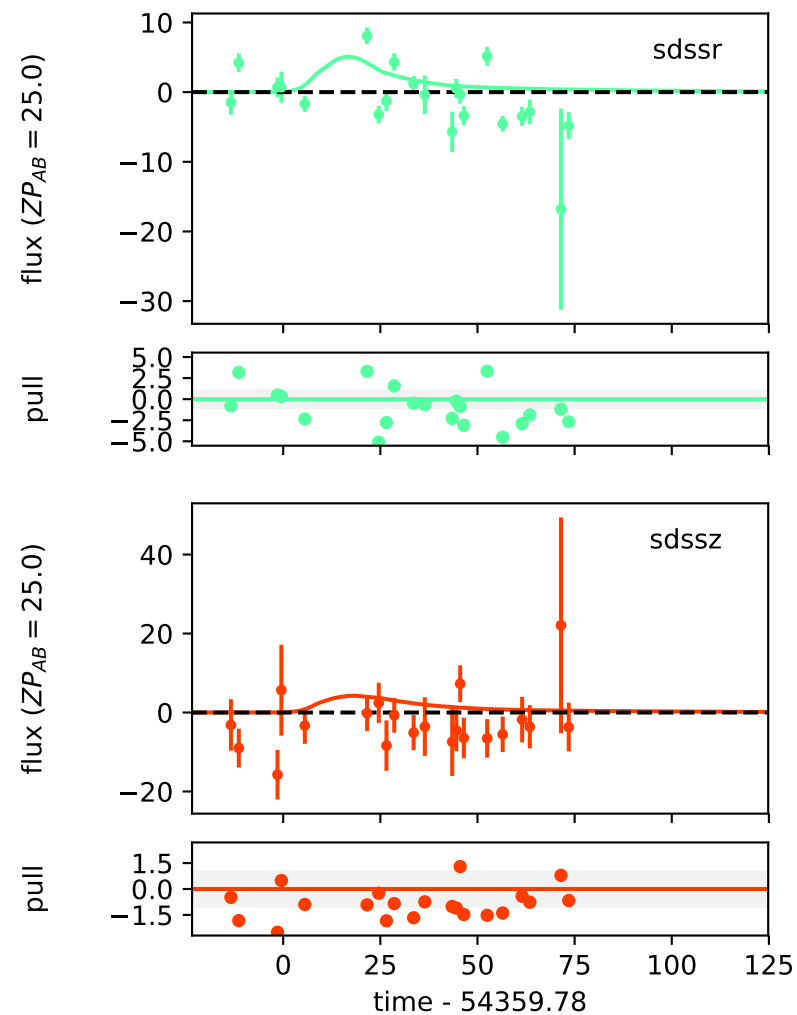 10
sdssr
0
−10
−20
−30
flux (ZP_AB = 25.0)
5.0
2.5
0.0
−2.5
−5.0
pull
40
sdssz
20
0
−20
flux (ZP_AB = 25.0)
1.5
0.0
−1.5
pull
0 25 50 75 100 125
time - 54359.78